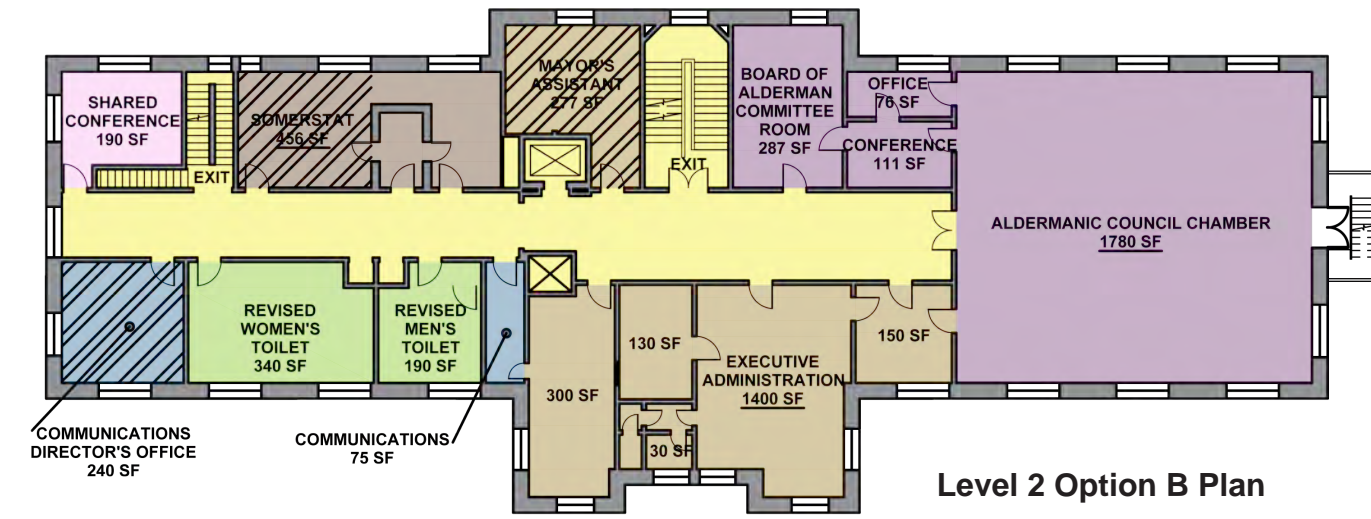 SHARED
CONFERENCE
190 SF
EXIT
SOMERSTAT
456 SF
MAYOR'S
ASSISTANT
277 SF
EXIT
BOARD OF
ALDERMAN
COMMITTEE
ROOM
287 SF
OFFICE
76 SF
CONFERENCE
111 SF
ALDERMANIC COUNCIL CHAMBER
1780 SF
REVISED
WOMEN'S
TOILET
340 SF
REVISED
MEN'S
TOILET
190 SF
300 SF
130 SF
30 SF
EXECUTIVE
ADMINISTRATION
1400 SF
150 SF
COMMUNICATIONS
DIRECTOR'S OFFICE
240 SF
COMMUNICATIONS
75 SF
Level 2 Option B Plan